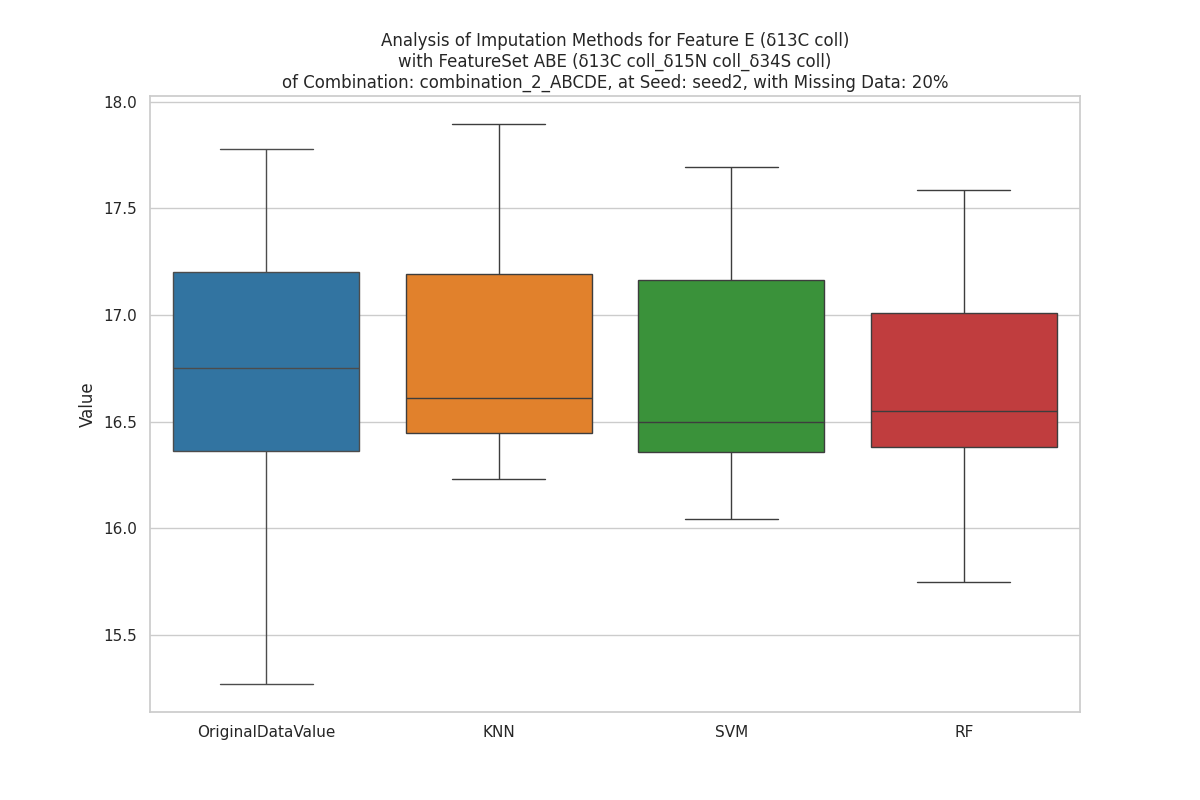 Analysis of Imputation Methods for Feature E (δ13C coll)
with FeatureSet ABE (δ13C coll_δ15N coll_δ34S coll)
of Combination: combination_2_ABCDE, at Seed: seed2, with Missing Data: 20%
18.0
17.5
17.0
16.5
16.0
15.5
Value
OriginalDataValue
KNN
SVM
RF